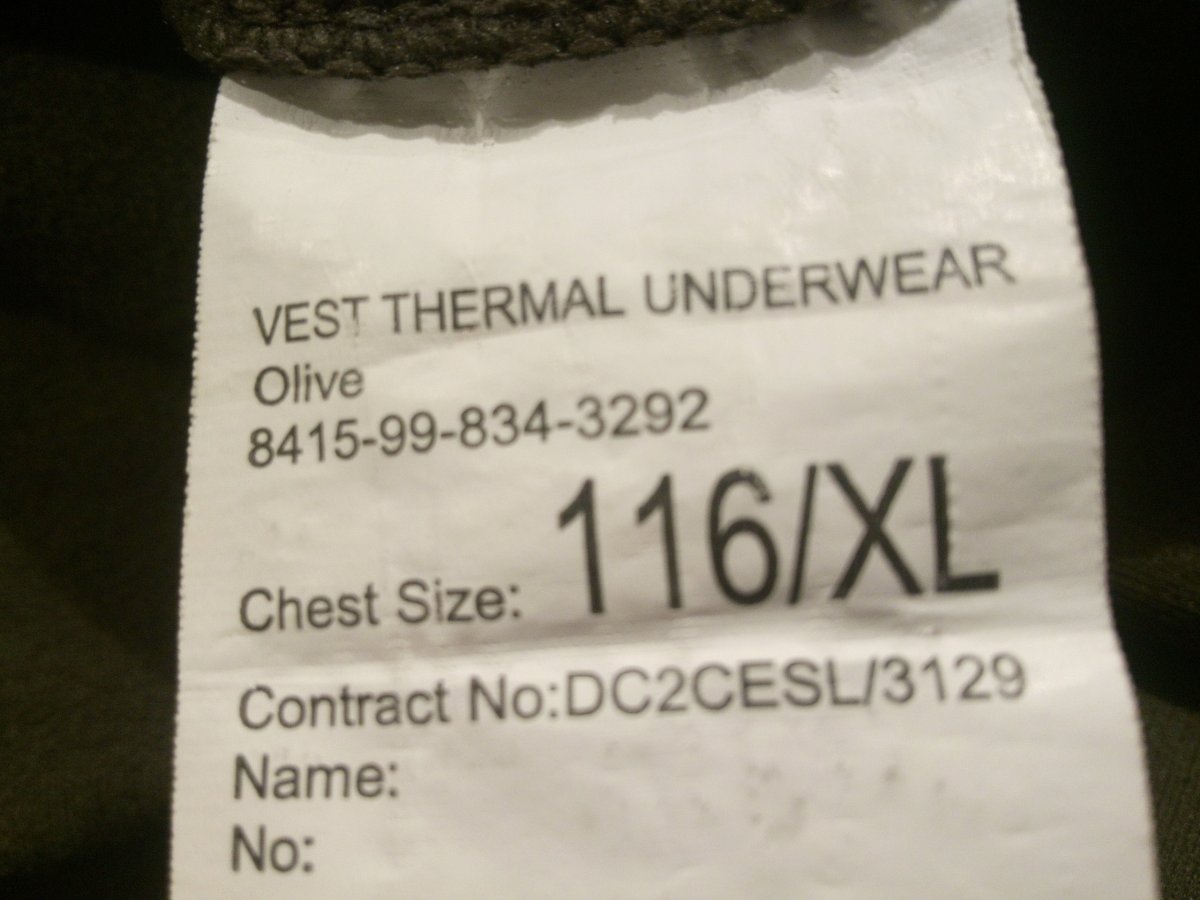 VEST THERMAL UNDERWEAR
Olive
8415-99-834-3292
Chest Size: 116/XL
Contract No:DC2CESL/3129
Name:
No: